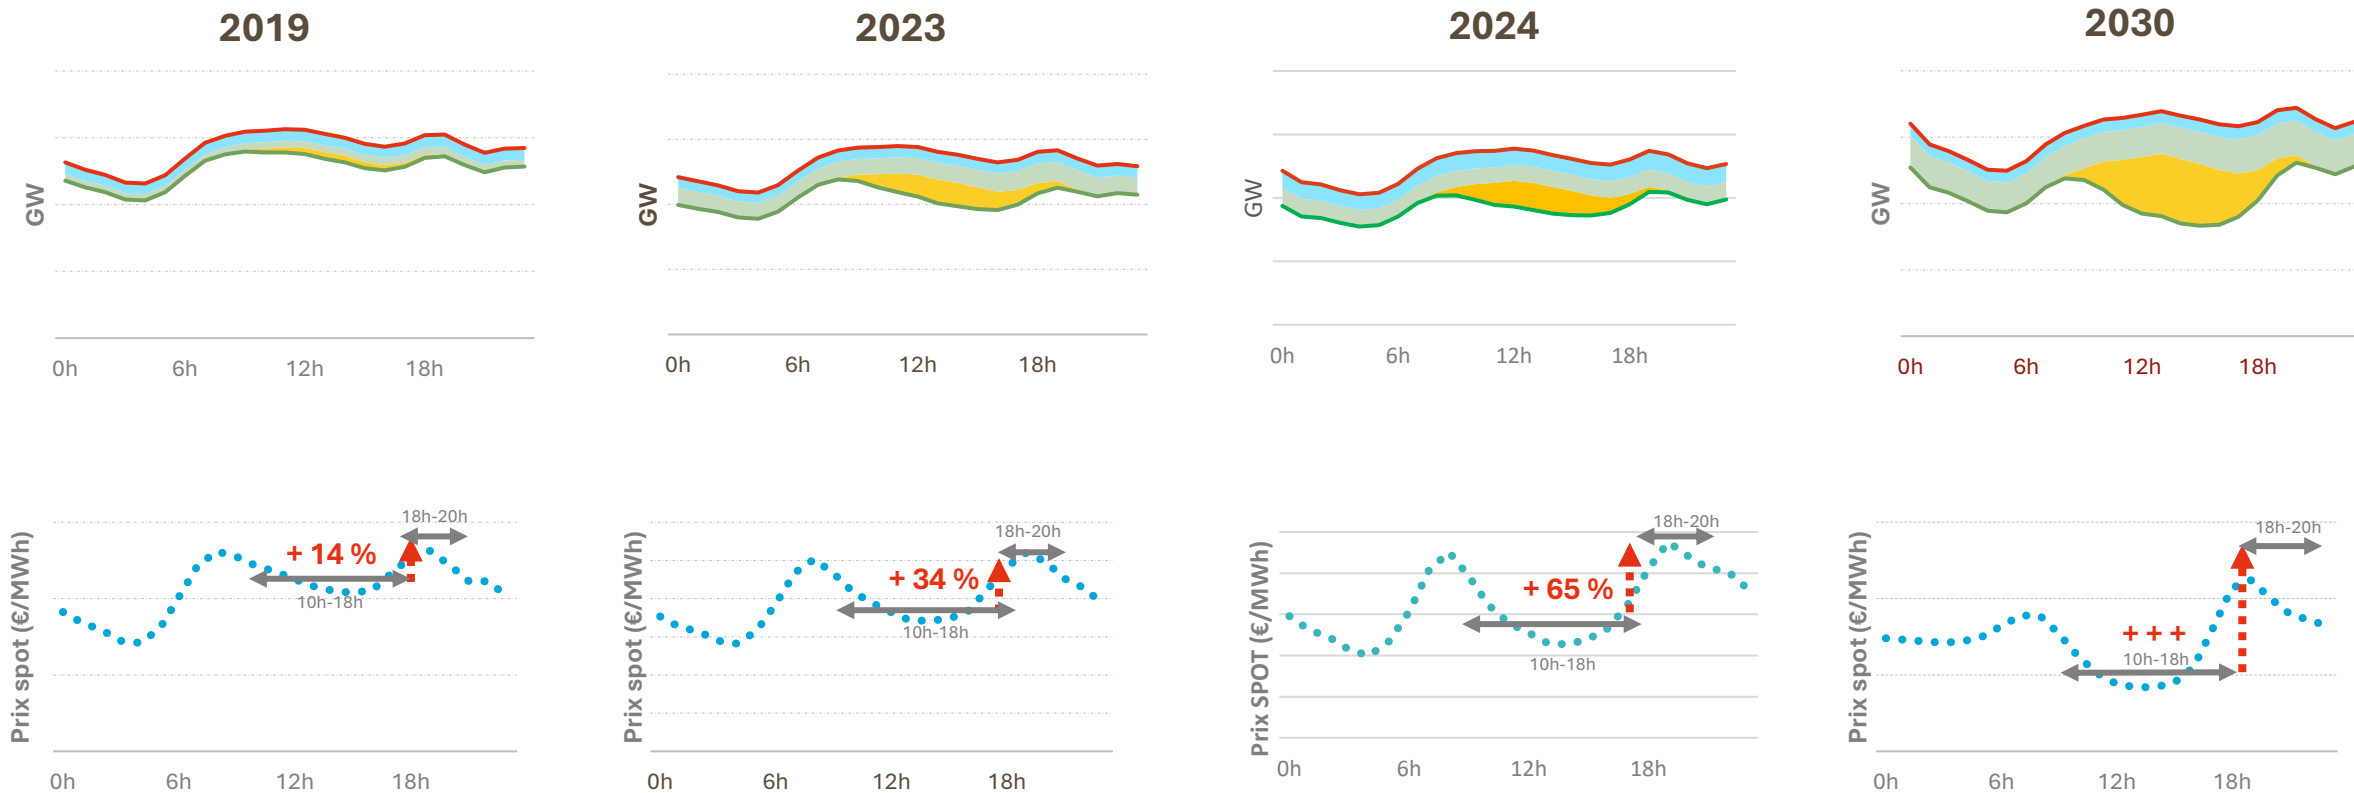 2019
2023
2024
2030
GW
GW
GW
GW
0h 6h 12h 18h
0h 6h 12h 18h
0h 6h 12h 18h
0h 6h 12h 18h
Prix spot (€/MWh)
18h-20h
+ 14 %
10h-18h
0h 6h 12h 18h
Prix spot (€/MWh)
18h-20h
+ 34 %
10h-18h
0h 6h 12h 18h
Prix SPOT (€/MWh)
18h-20h
+ 65 %
10h-18h
0h 6h 12h 18h
Prix spot (€/MWh)
18h-20h
+ + +
10h-18h
0h 6h 12h 18h